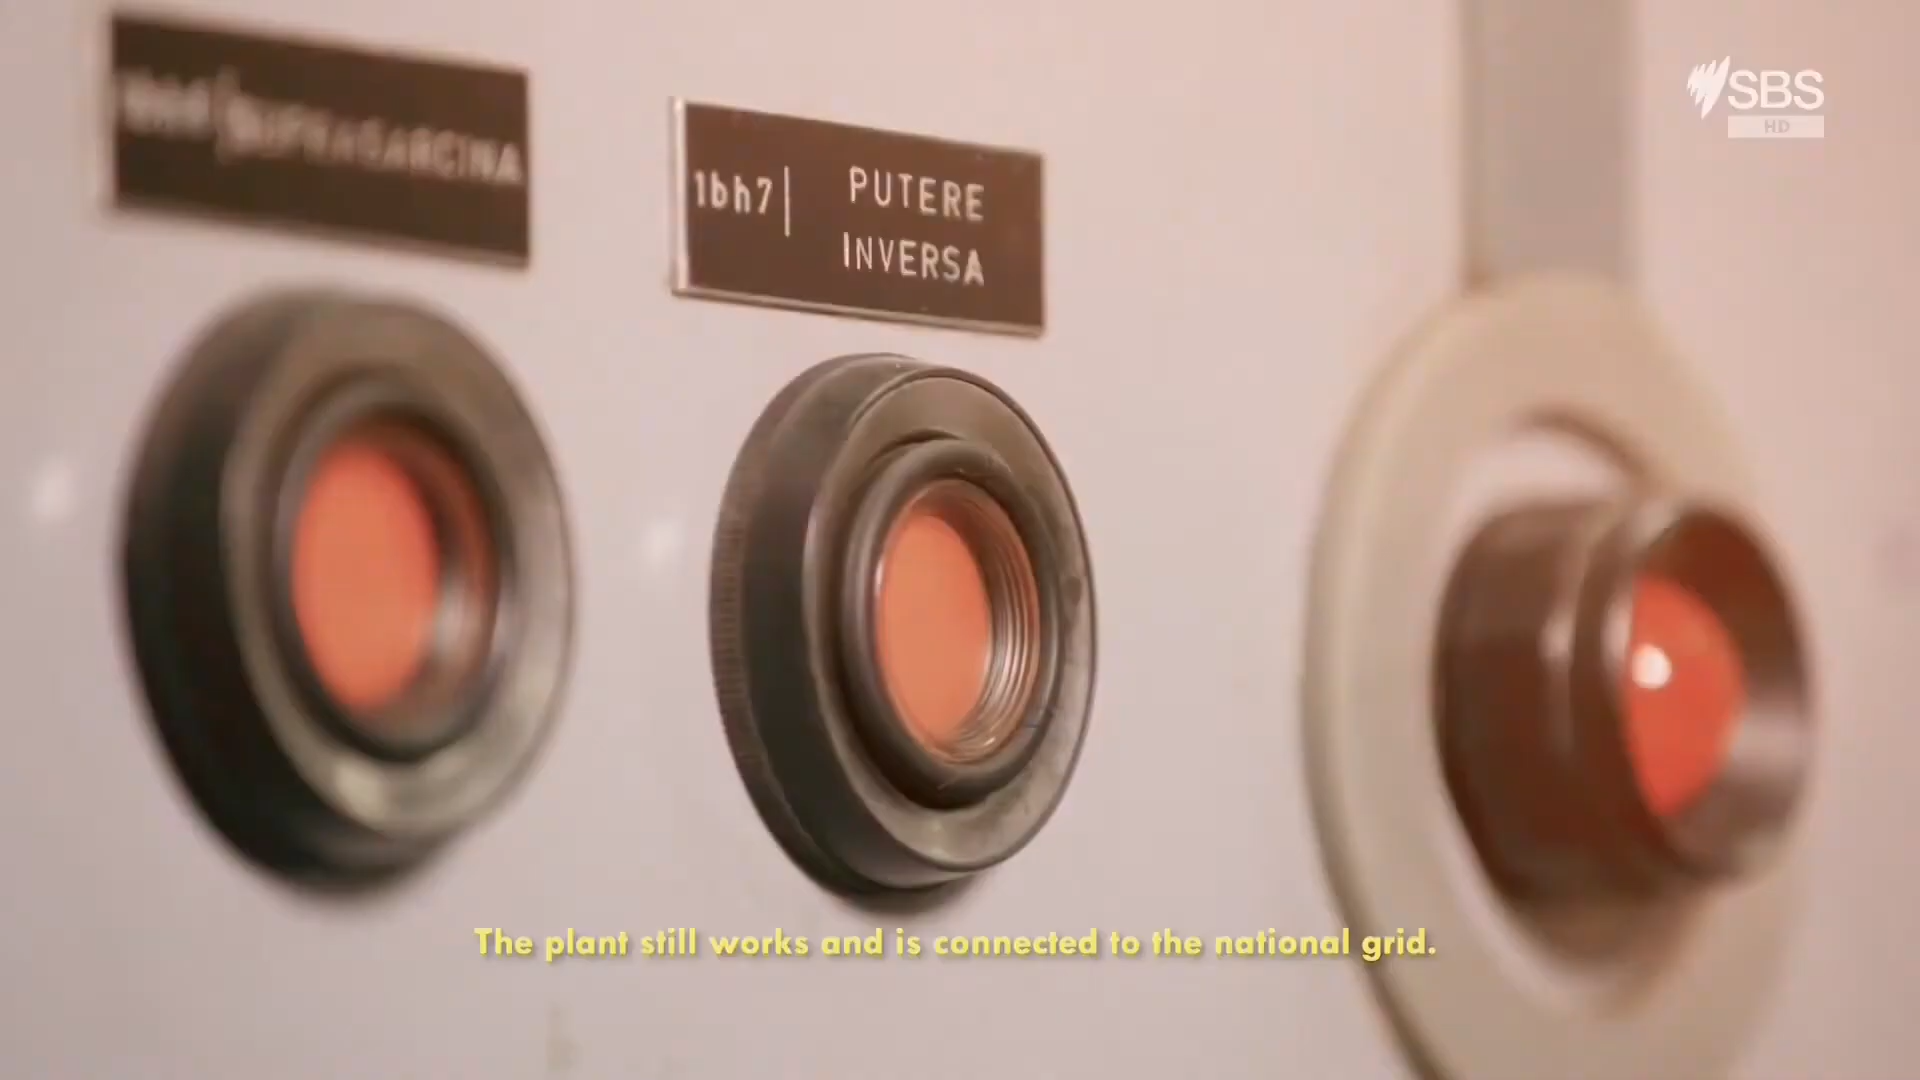 SBS
HD
1bh7| PUTERE
INVERSA
The plant still works and is connected to the national grid.